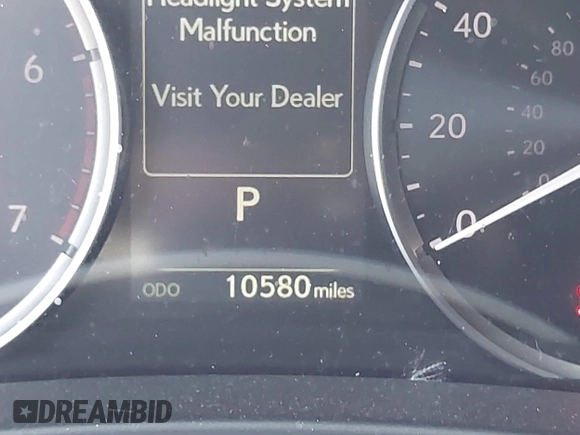 Headlight System
Malfunction
Visit Your Dealer
6
7
P
ODO 10580 miles
40
20
0
80
60
40
20
0
DREAMBID